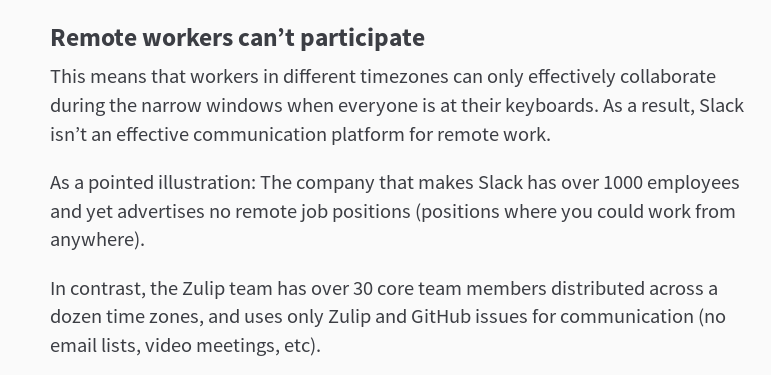 Remote workers can’t participate
This means that workers in different timezones can only effectively collaborate
during the narrow windows when everyone is at their keyboards. As a result, Slack
isn’t an effective communication platform for remote work.
As a pointed illustration: The company that makes Slack has over 1000 employees
and yet advertises no remote job positions (positions where you could work from
anywhere).
In contrast, the Zulip team has over 30 core team members distributed across a
dozen time zones, and uses only Zulip and GitHub issues for communication (no
email lists, video meetings, etc).